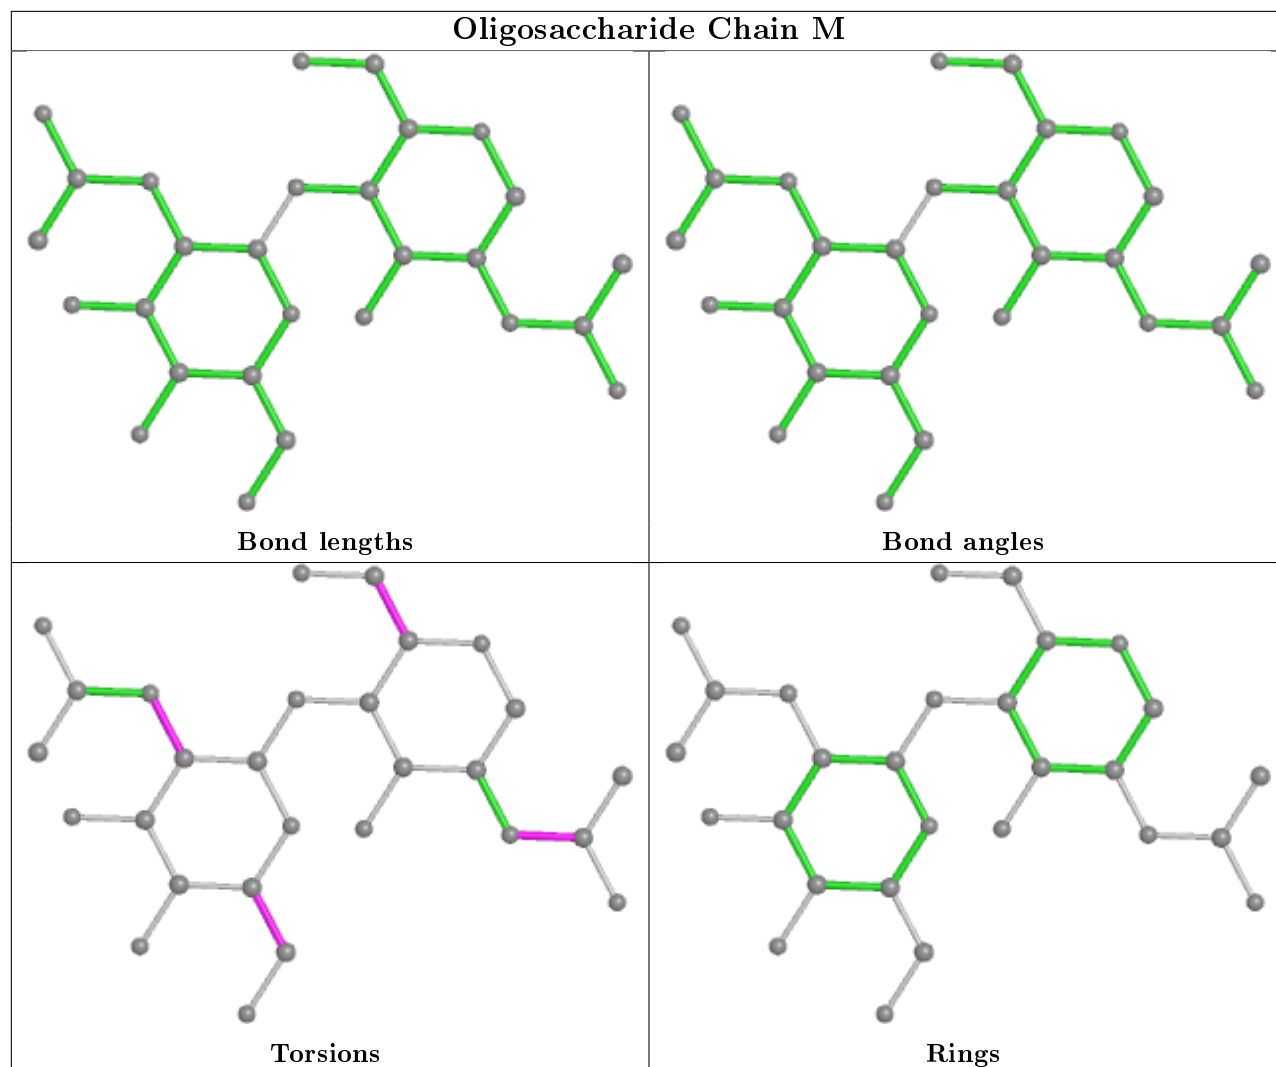 Oligosaccharide Chain M
Bond lengths
Bond angles
Torsions
Rings